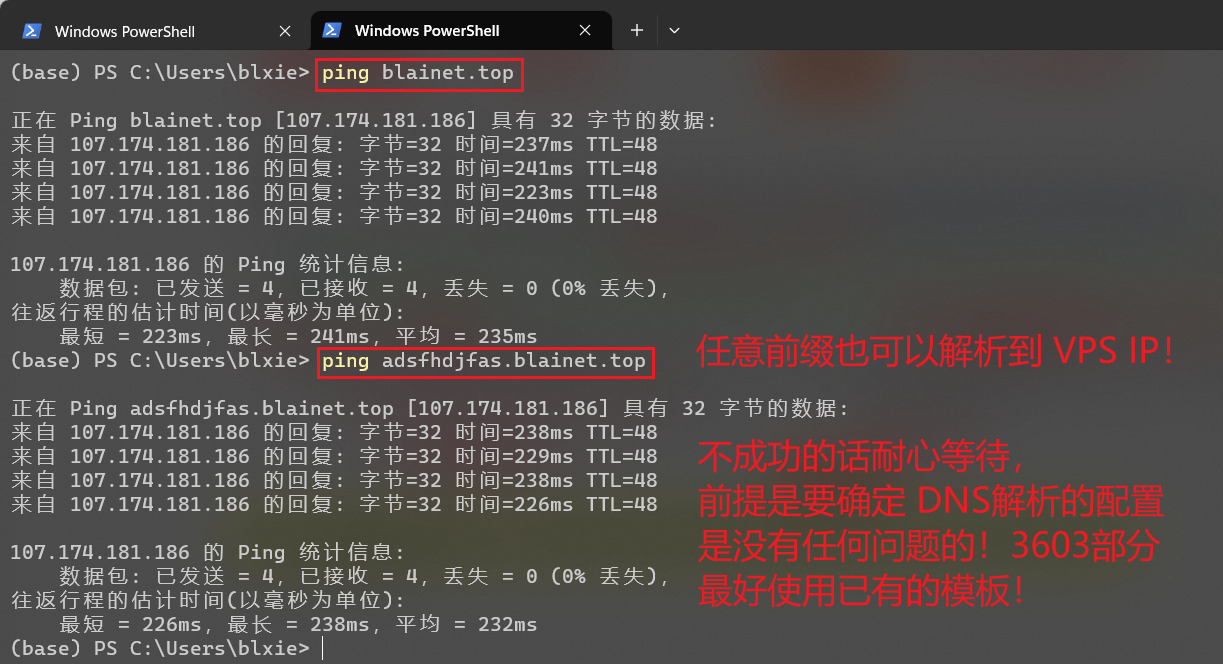 Windows PowerShell
Windows PowerShell
(base) PS C:\Users\blxie> ping blainet.top
正在 Ping blainet.top [107.174.181.186] 具有 32 字节的数据:
来自 107.174.181.186 的回复: 字节=32 时间=237ms TTL=48
来自 107.174.181.186 的回复: 字节=32 时间=241ms TTL=48
来自 107.174.181.186 的回复: 字节=32 时间=223ms TTL=48
来自 107.174.181.186 的回复: 字节=32 时间=240ms TTL=48
107.174.181.186 的 Ping 统计信息:
数据包: 已发送 = 4, 已接收 = 4, 丢失 = 0 (0% 丢失),
往返行程的估计时间(以毫秒为单位):
最短 = 223ms, 最长 = 241ms, 平均 = 235ms
(base) PS C:\Users\blxie> ping adsfhdjfas.blainet.top
任意前缀也可以解析到 VPS IP!
正在 Ping adsfhdjfas.blainet.top [107.174.181.186] 具有 32 字节的数据:
来自 107.174.181.186 的回复: 字节=32 时间=238ms TTL=48
来自 107.174.181.186 的回复: 字节=32 时间=229ms TTL=48
来自 107.174.181.186 的回复: 字节=32 时间=238ms TTL=48
来自 107.174.181.186 的回复: 字节=32 时间=226ms TTL=48
不成功的话耐心等待,
前提是要确定 DNS解析的配置
是没有任何问题的! 3603部分
最好使用已有的模板!
107.174.181.186 的 Ping 统计信息:
数据包: 已发送 = 4, 已接收 = 4, 丢失 = 0 (0% 丢失),
往返行程的估计时间(以毫秒为单位):
最短 = 226ms, 最长 = 238ms, 平均 = 232ms
(base) PS C:\Users\blxie>